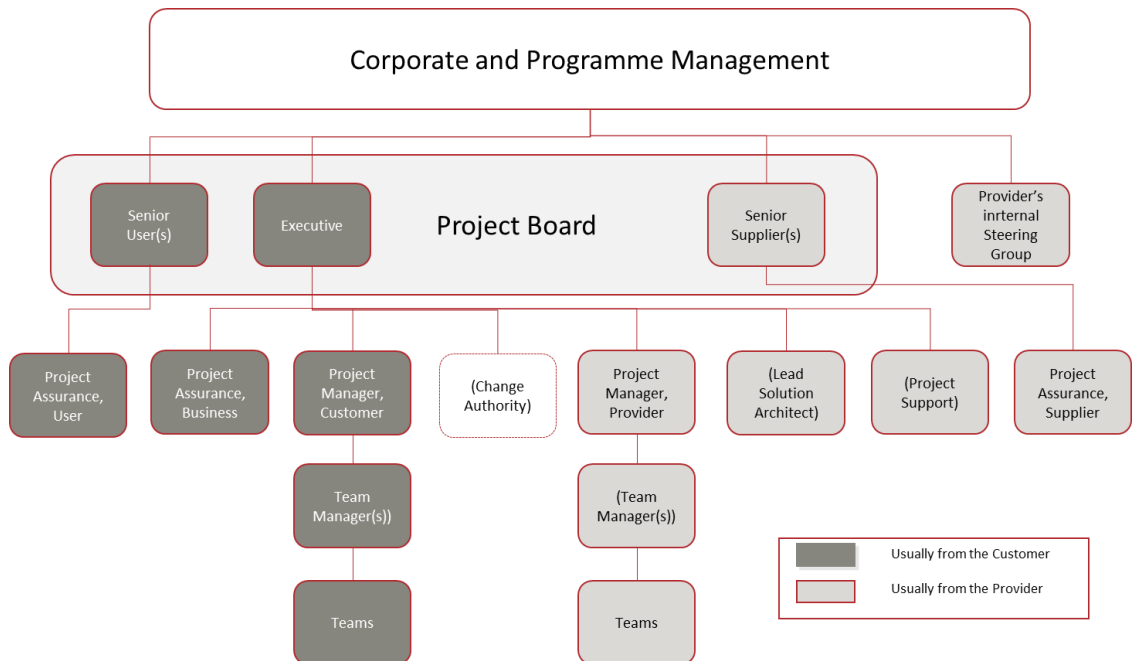 Corporate and Programme Management
Senior
User(s)
Executive
Project Board
Senior
Supplier(s)
Provider’s
inrternal
Steering
Group
Project
Assurance,
User
Project
Assurance,
Business
Project
Manager,
Customer
(Change
Authority)
Project
Manager,
Provider
(Lead
Solution
Architect)
(Project
Support)
Project
Assurance,
Supplier
Team
Manager(s))
(Team
Manager(s))
Teams
Teams
Usually from the Customer
Usually from the Provider